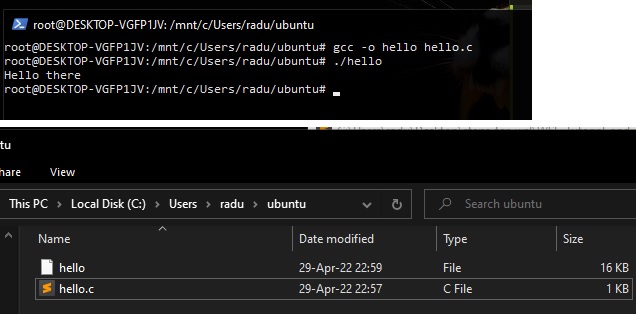 root@DESKTOP-VGFP1JV: /mnt/c/Users/radu/ubuntu
root@DESKTOP-VGFP1JV:/mnt/c/Users/radu/ubuntu# gcc -o hello hello.c
root@DESKTOP-VGFP1JV:/mnt/c/Users/radu/ubuntu# ./hello
Hello there
root@DESKTOP-VGFP1JV:/mnt/c/Users/radu/ubuntu#
tu
hare View
This PC > Local Disk (C:) > Users > radu > ubuntu Search ubuntu
Name Date modified Type Size
hello 29-Apr-22 22:59 File 16 KB
hello.c 29-Apr-22 22:57 C File 1 KB